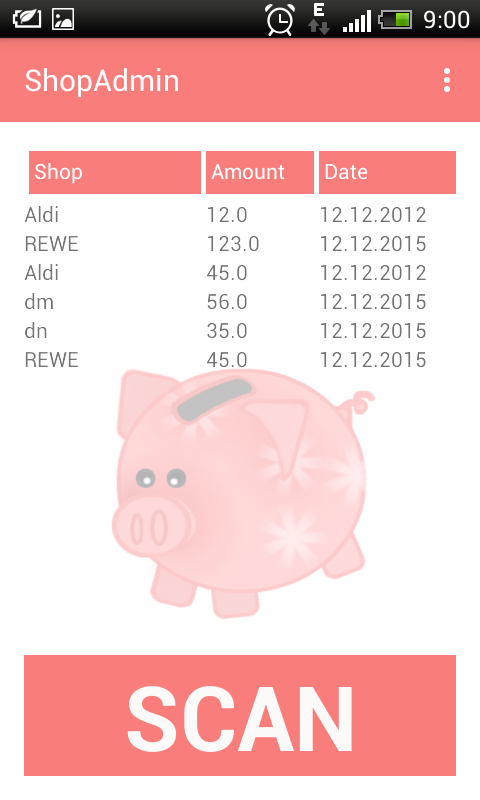 E
9:00
ShopAdmin
Shop Amount Date
Aldi 12.0 12.12.2012
REWE 123.0 12.12.2015
Aldi 45.0 12.12.2012
dm 56.0 12.12.2015
dn 35.0 12.12.2015
REWE 45.0 12.12.2015
SCAN